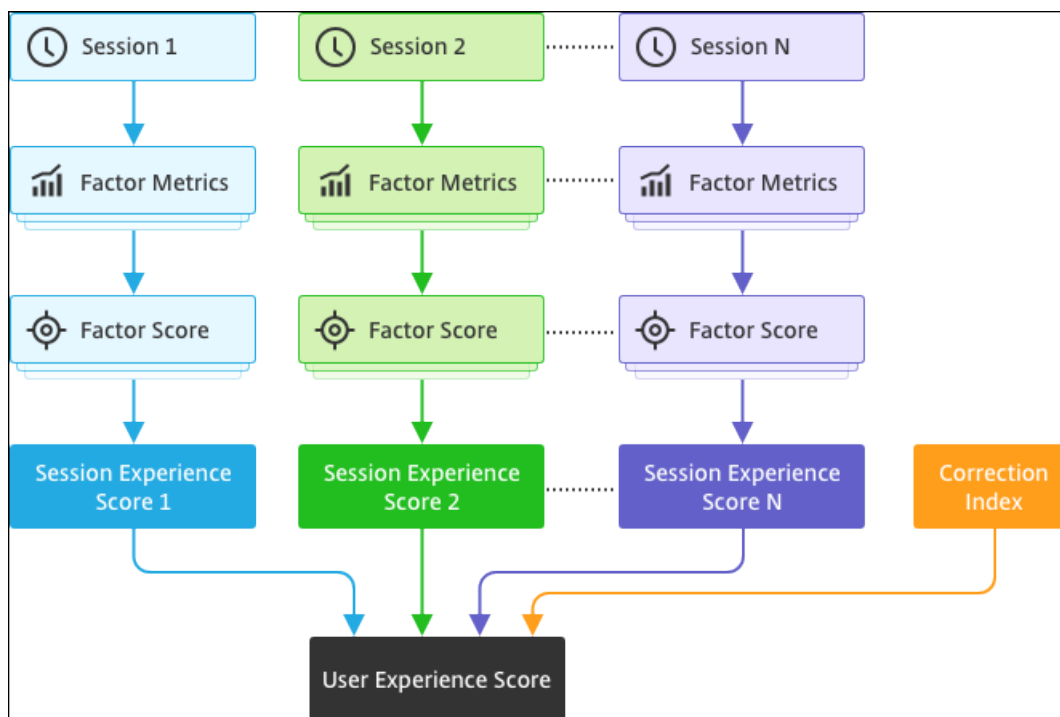 Session 1
Session 2
Session N
Factor Metrics
Factor Metrics
Factor Metrics
Factor Score
Factor Score
Factor Score
Session Experience
Score 1
Session Experience
Score 2
Session Experience
Score N
Correction
Index
User Experience Score